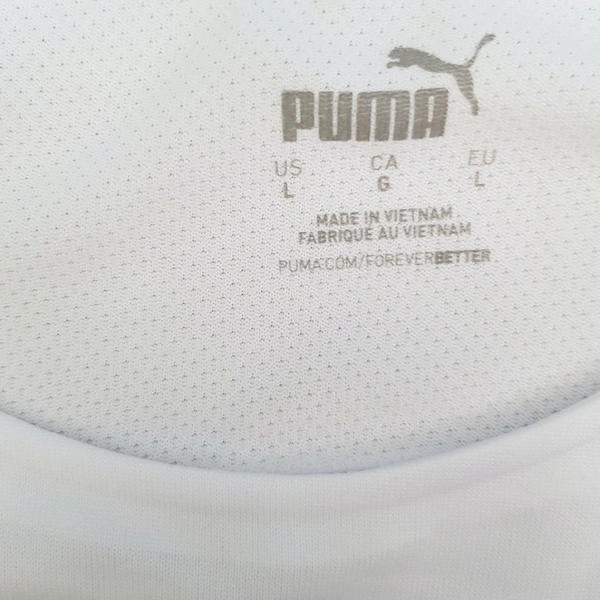 PUMA
US CA EU
L G L
MADE IN VIETNAM
FABRIQUE AU VIETNAM
PUMA.COM/FOREVERBETTER